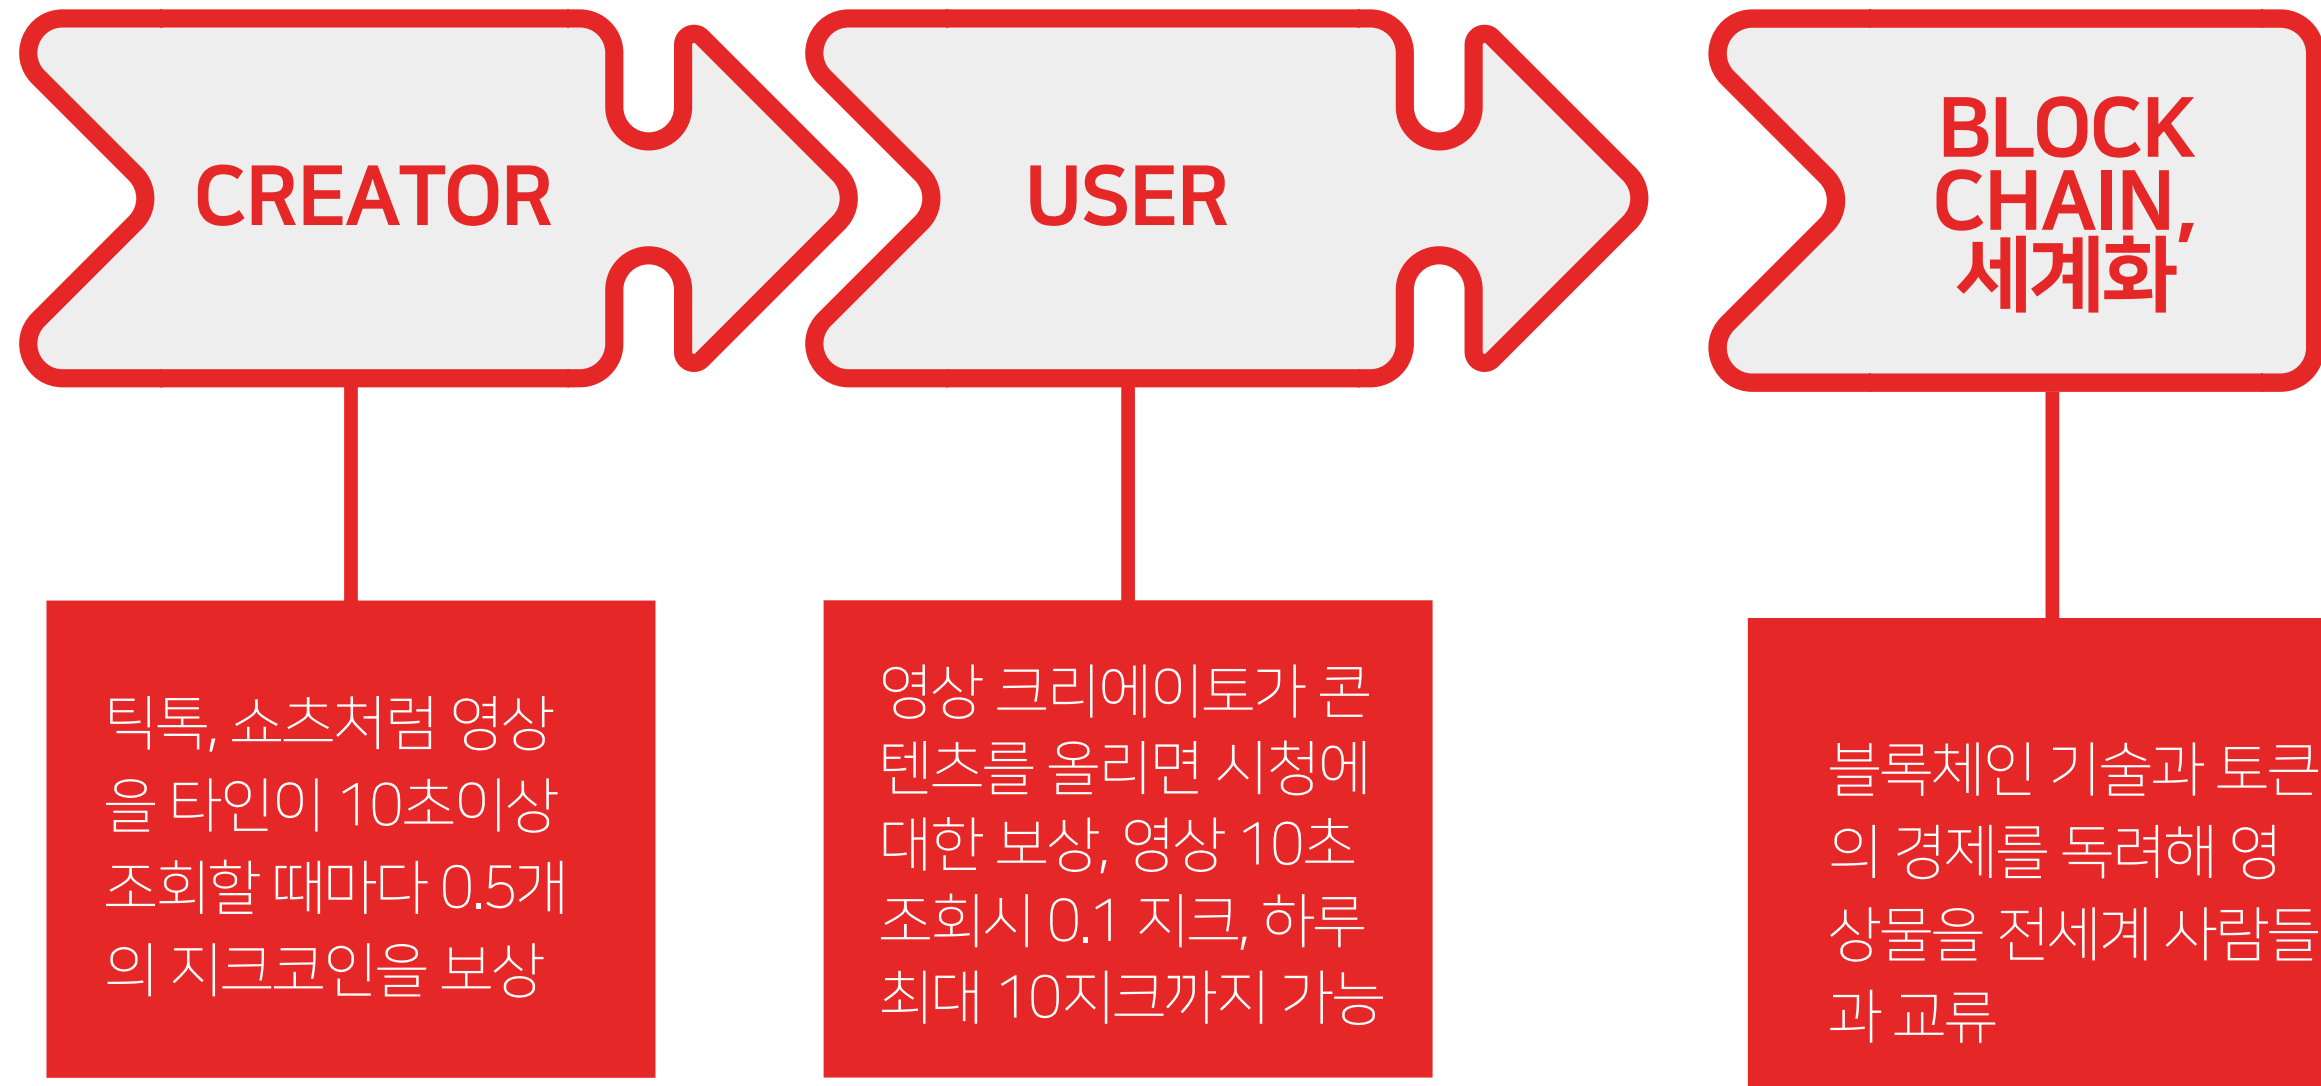 CREATOR
USER
BLOCK
CHAIN,
세계화
틱톡, 쇼츠처럼 영상
을 타인이 10초이상
조회할 때마다 0.5개
의 지크코인을 보상
영상 크리에이토가 콘
텐츠를 올리면 시청에
대한 보상, 영상 10초
조회시 0.1 지크, 하루
최대 10지크까지 가능
블록체인 기술과 토큰
의 경제를 독려해 영
상물을 전세계 사람들
과 교류